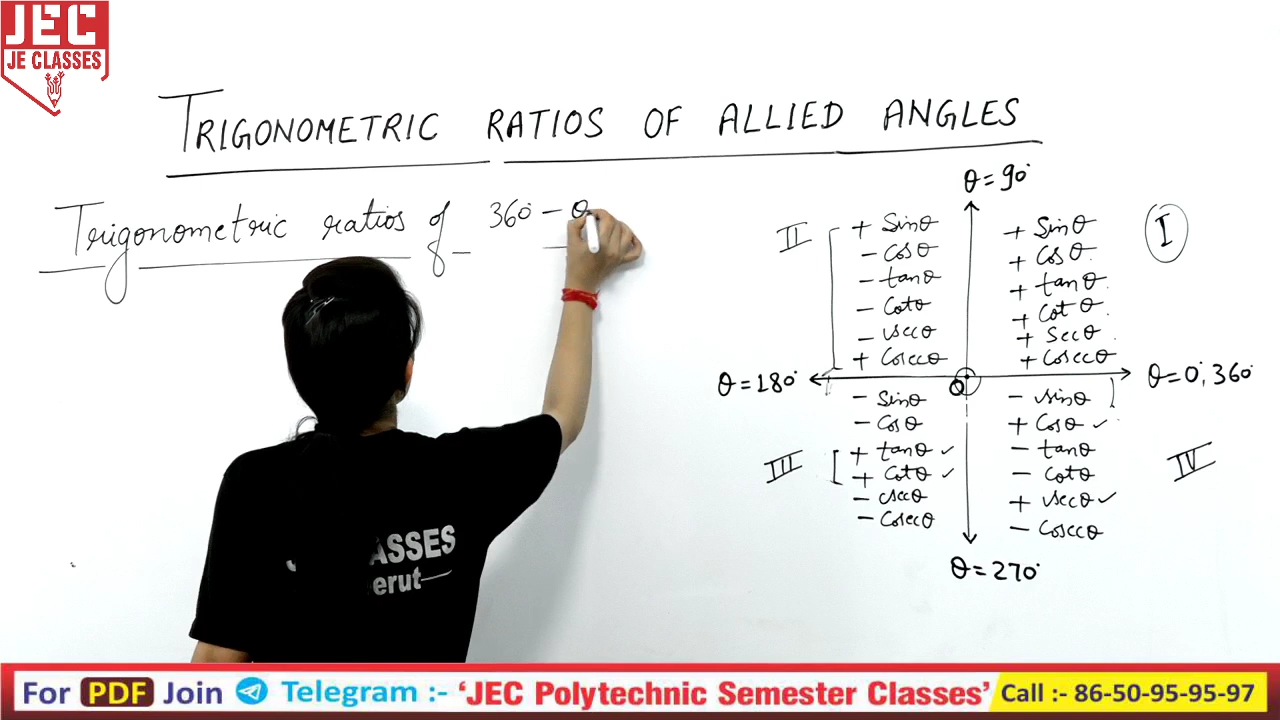 JEC
JE CLASSES
TRIGONOMETRIC RATIOS OF ALLIED ANGLES
Trigonometric ratios of 360° - θ
θ = 90°
II
+ Sinθ
- Cosθ
- tanθ
- Cotθ
- secθ
+ Cosecθ
I
+ Sinθ
+ Cosθ
+ tanθ
+ Cotθ
+ Secθ
+ Cosecθ
θ = 180°
O
θ = 0°, 360°
III
- Sinθ
- Cosθ
+ tanθ ✓
+ Cotθ ✓
- secθ
- Cosecθ
IV
- sinθ
+ Cosθ ✓
- tanθ
- Cotθ
+ secθ ✓
- Cosecθ
θ = 270°
ASSES
erut
For PDF Join Telegram :- ‘JEC Polytechnic Semester Classes’ Call :- 86-50-95-95-97